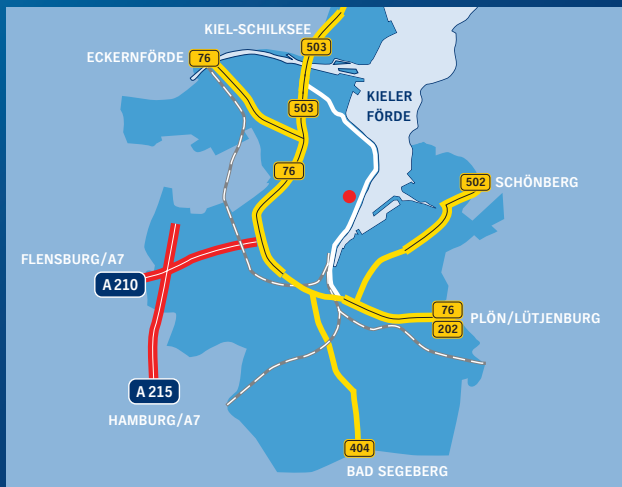 KIEL-SCHILKSEE
503
ECKERNFÖRDE
76
KIELER
FÖRDE
503
76
502
SCHÖNBERG
FLENSBURG/A7
A 210
76
PLÖN/LÜTJENBURG
202
A 215
HAMBURG/A7
404
BAD SEGEBERG